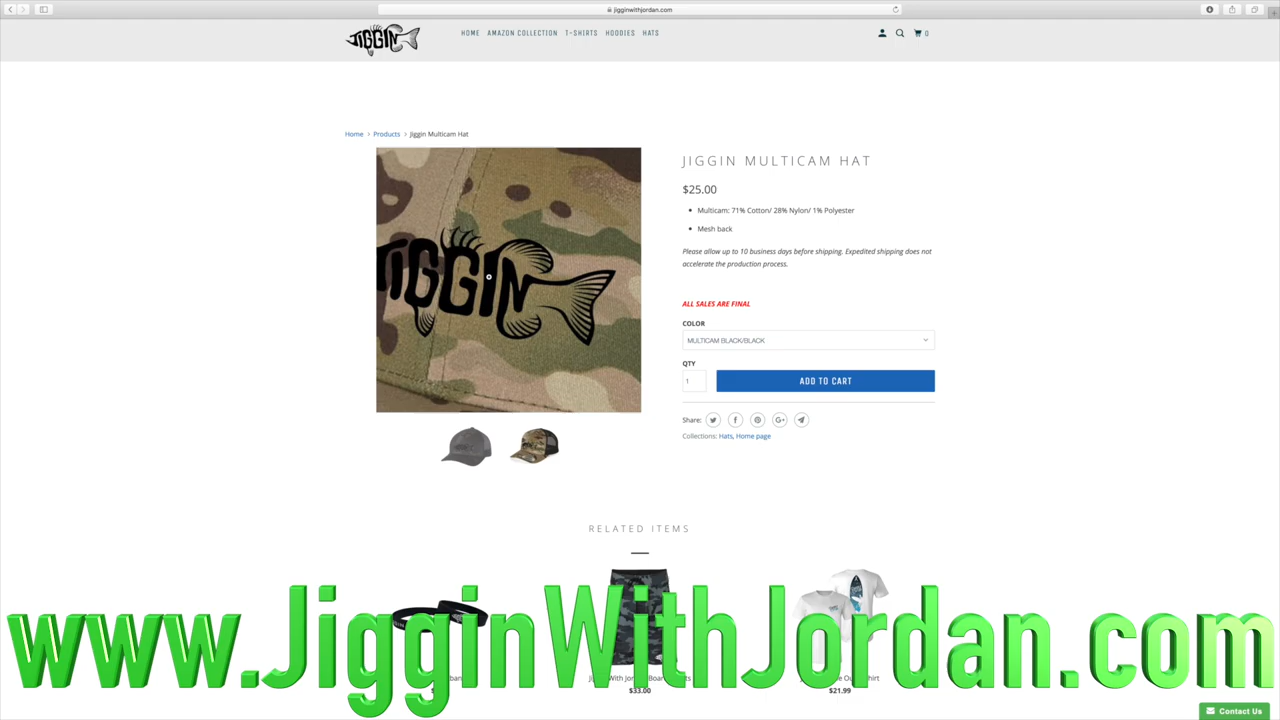 jigginwithjordan.com
JIGGIN
HOME AMAZON COLLECTION T-SHIRTS HOODIES HATS
0
Home > Products > Jiggin Multicam Hat
JIGGIN
JIGGIN MULTICAM HAT
$25.00
Multicam: 71% Cotton/ 28% Nylon/ 1% Polyester
Mesh back
Please allow up to 10 business days before shipping. Expedited shipping does not
accelerate the production process.
ALL SALES ARE FINAL
COLOR
MULTICAM BLACK/BLACK
QTY
1 ADD TO CART
Share:
Collections: Hats, Home page
RELATED ITEMS
www.JigginWithJordan.com
$33.00
$21.99
Contact Us